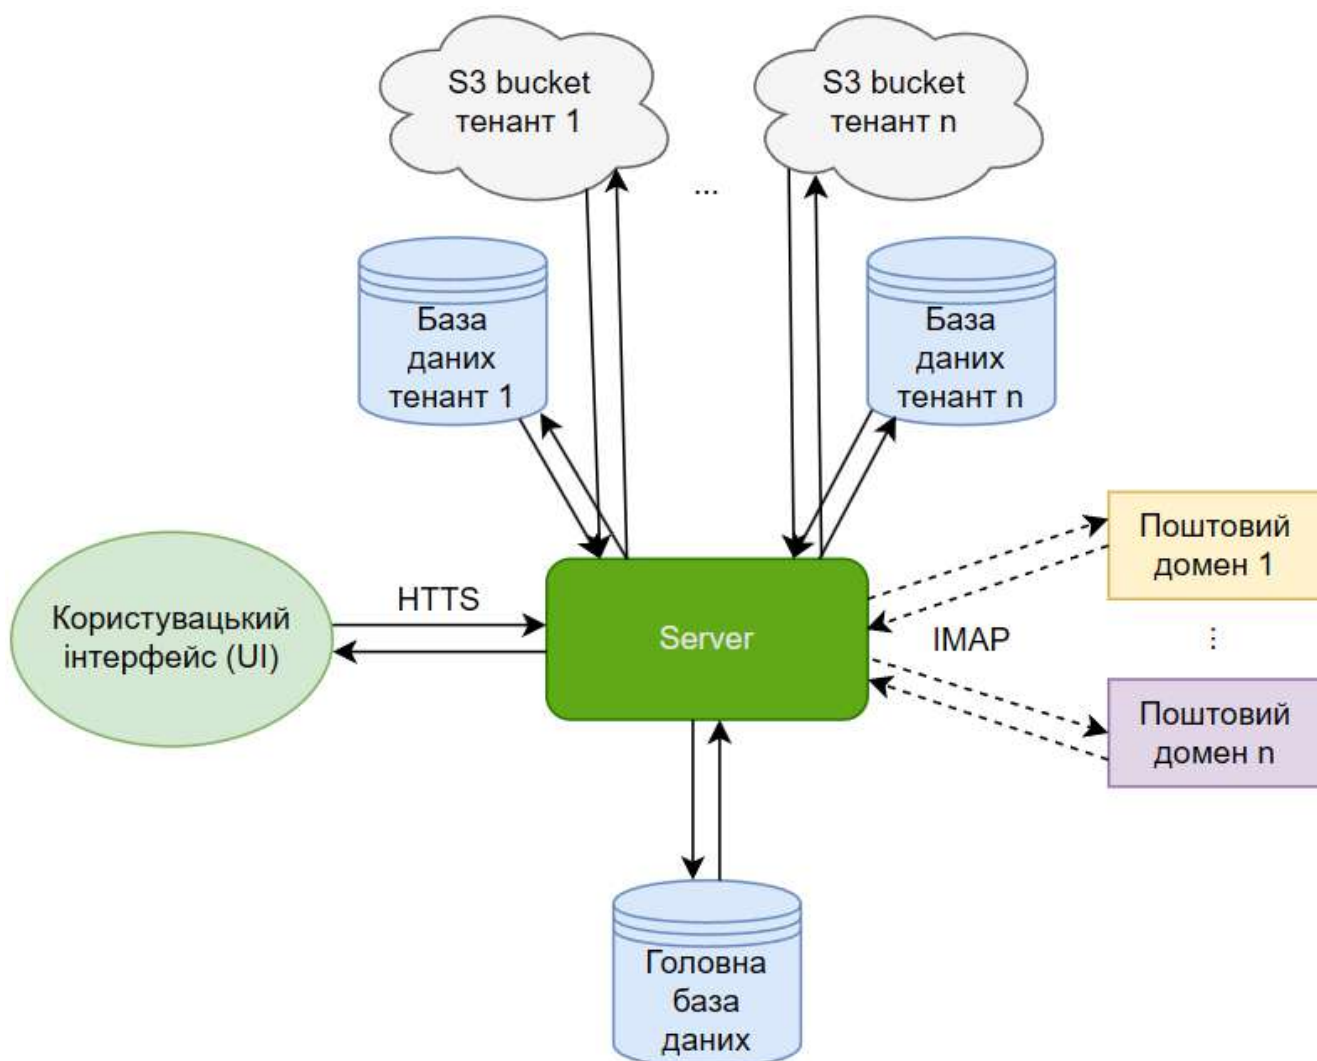 S3 bucket
тенант 1
S3 bucket
тенант n
...
База
даних
тенант 1
База
даних
тенант n
Користувацький
інтерфейс (UI)
HTTS
Server
IMAP
Поштовий
домен 1
...
Поштовий
домен n
Головна
база
даних